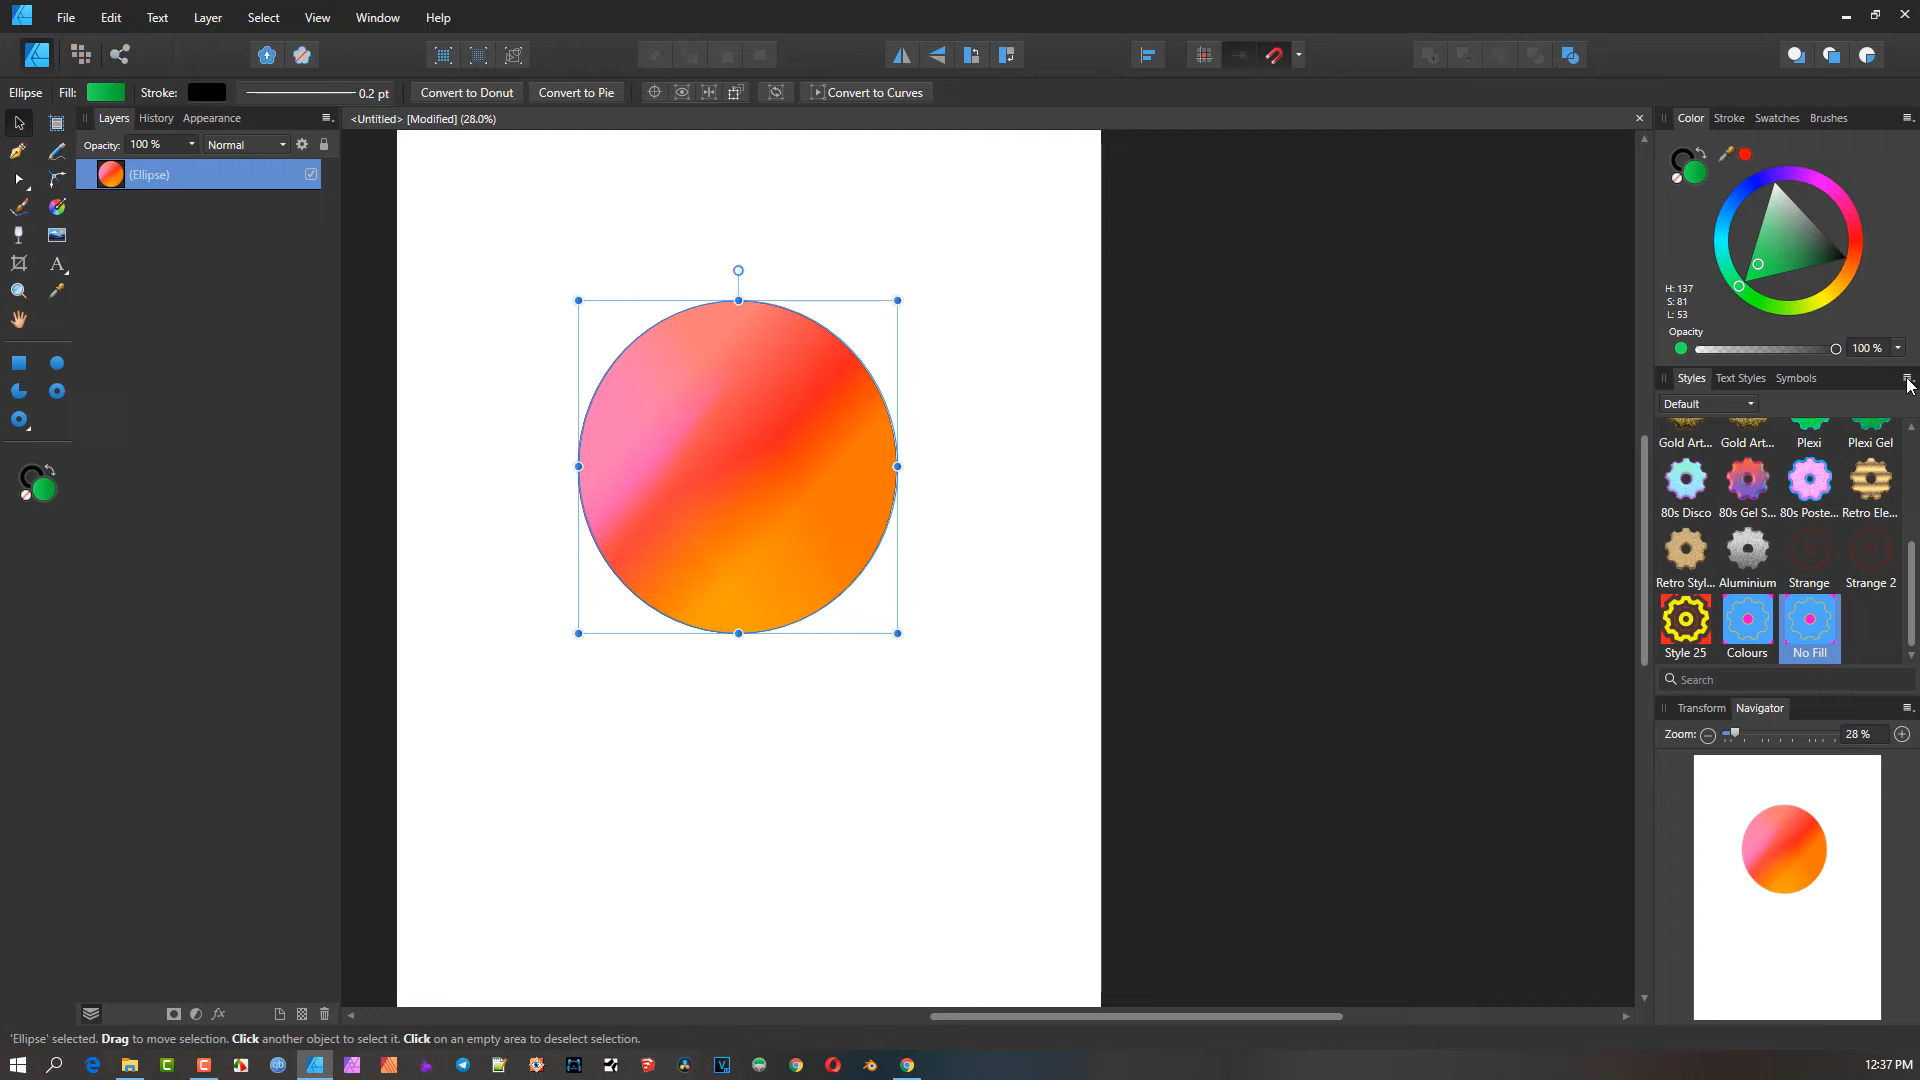 File Edit Text Layer Select View Window Help
Ellipse Fill: Stroke: 0.2 pt Convert to Donut Convert to Pie Convert to Curves
Layers History Appearance
<Untitled> [Modified] (28.0%)
Opacity: 100 % Normal
(Ellipse)
Color Stroke Swatches Brushes
H: 137
S: 81
L: 53
Opacity
100 %
Styles Text Styles Symbols
Default
Gold Art... Gold Art... Plexi Plexi Gel
80s Disco 80s Gel S... 80s Poste... Retro Ele...
Retro Styl... Aluminium Strange Strange 2
Style 25 Colours No Fill
Search
Transform Navigator
Zoom: 28 %
'Ellipse' selected. Drag to move selection. Click another object to select it. Click on an empty area to deselect selection.
12:37 PM